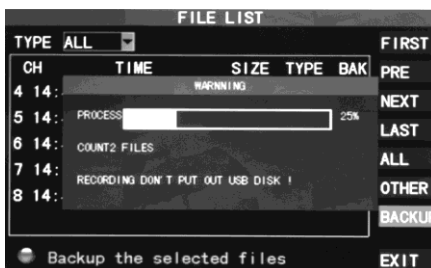 FILE LIST
TYPE ALL FIRST
CH TIME SIZE TYPE BAK PRE
WARNNING
4 14: NEXT
5 14: PROCESS 25%
LAST
6 14: COUNT2 FILES
ALL
7 14: RECORDING DON'T PUT OUT USB DISK !
8 14: OTHER
BACKU
Backup the selected files EXIT